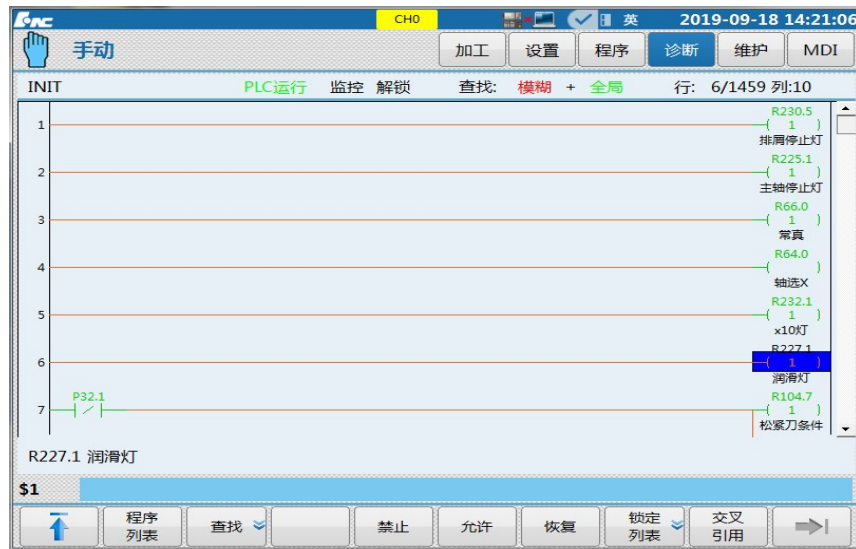 HNC CH0 英 2019-09-18 14:21:06
手动 加工 设置 程序 诊断 维护 MDI
INIT PLC运行 监控 解锁 查找: 模糊 + 全局 行: 6/1459 列:10
R230.5
1 ( 1 )
排屑停止灯
R225.1
2 ( 1 )
主轴停止灯
R66.0
3 ( 1 )
常真
R64.0
4 ( )
轴选X
R232.1
5 ( 1 )
x10灯
R227.1
6 ( 1 )
润滑灯
P32.1 R104.7
7 ( 1 )
松紧刀条件
R227.1 润滑灯
$1
程序列表 查找 禁止 允许 恢复 锁定列表 交叉引用